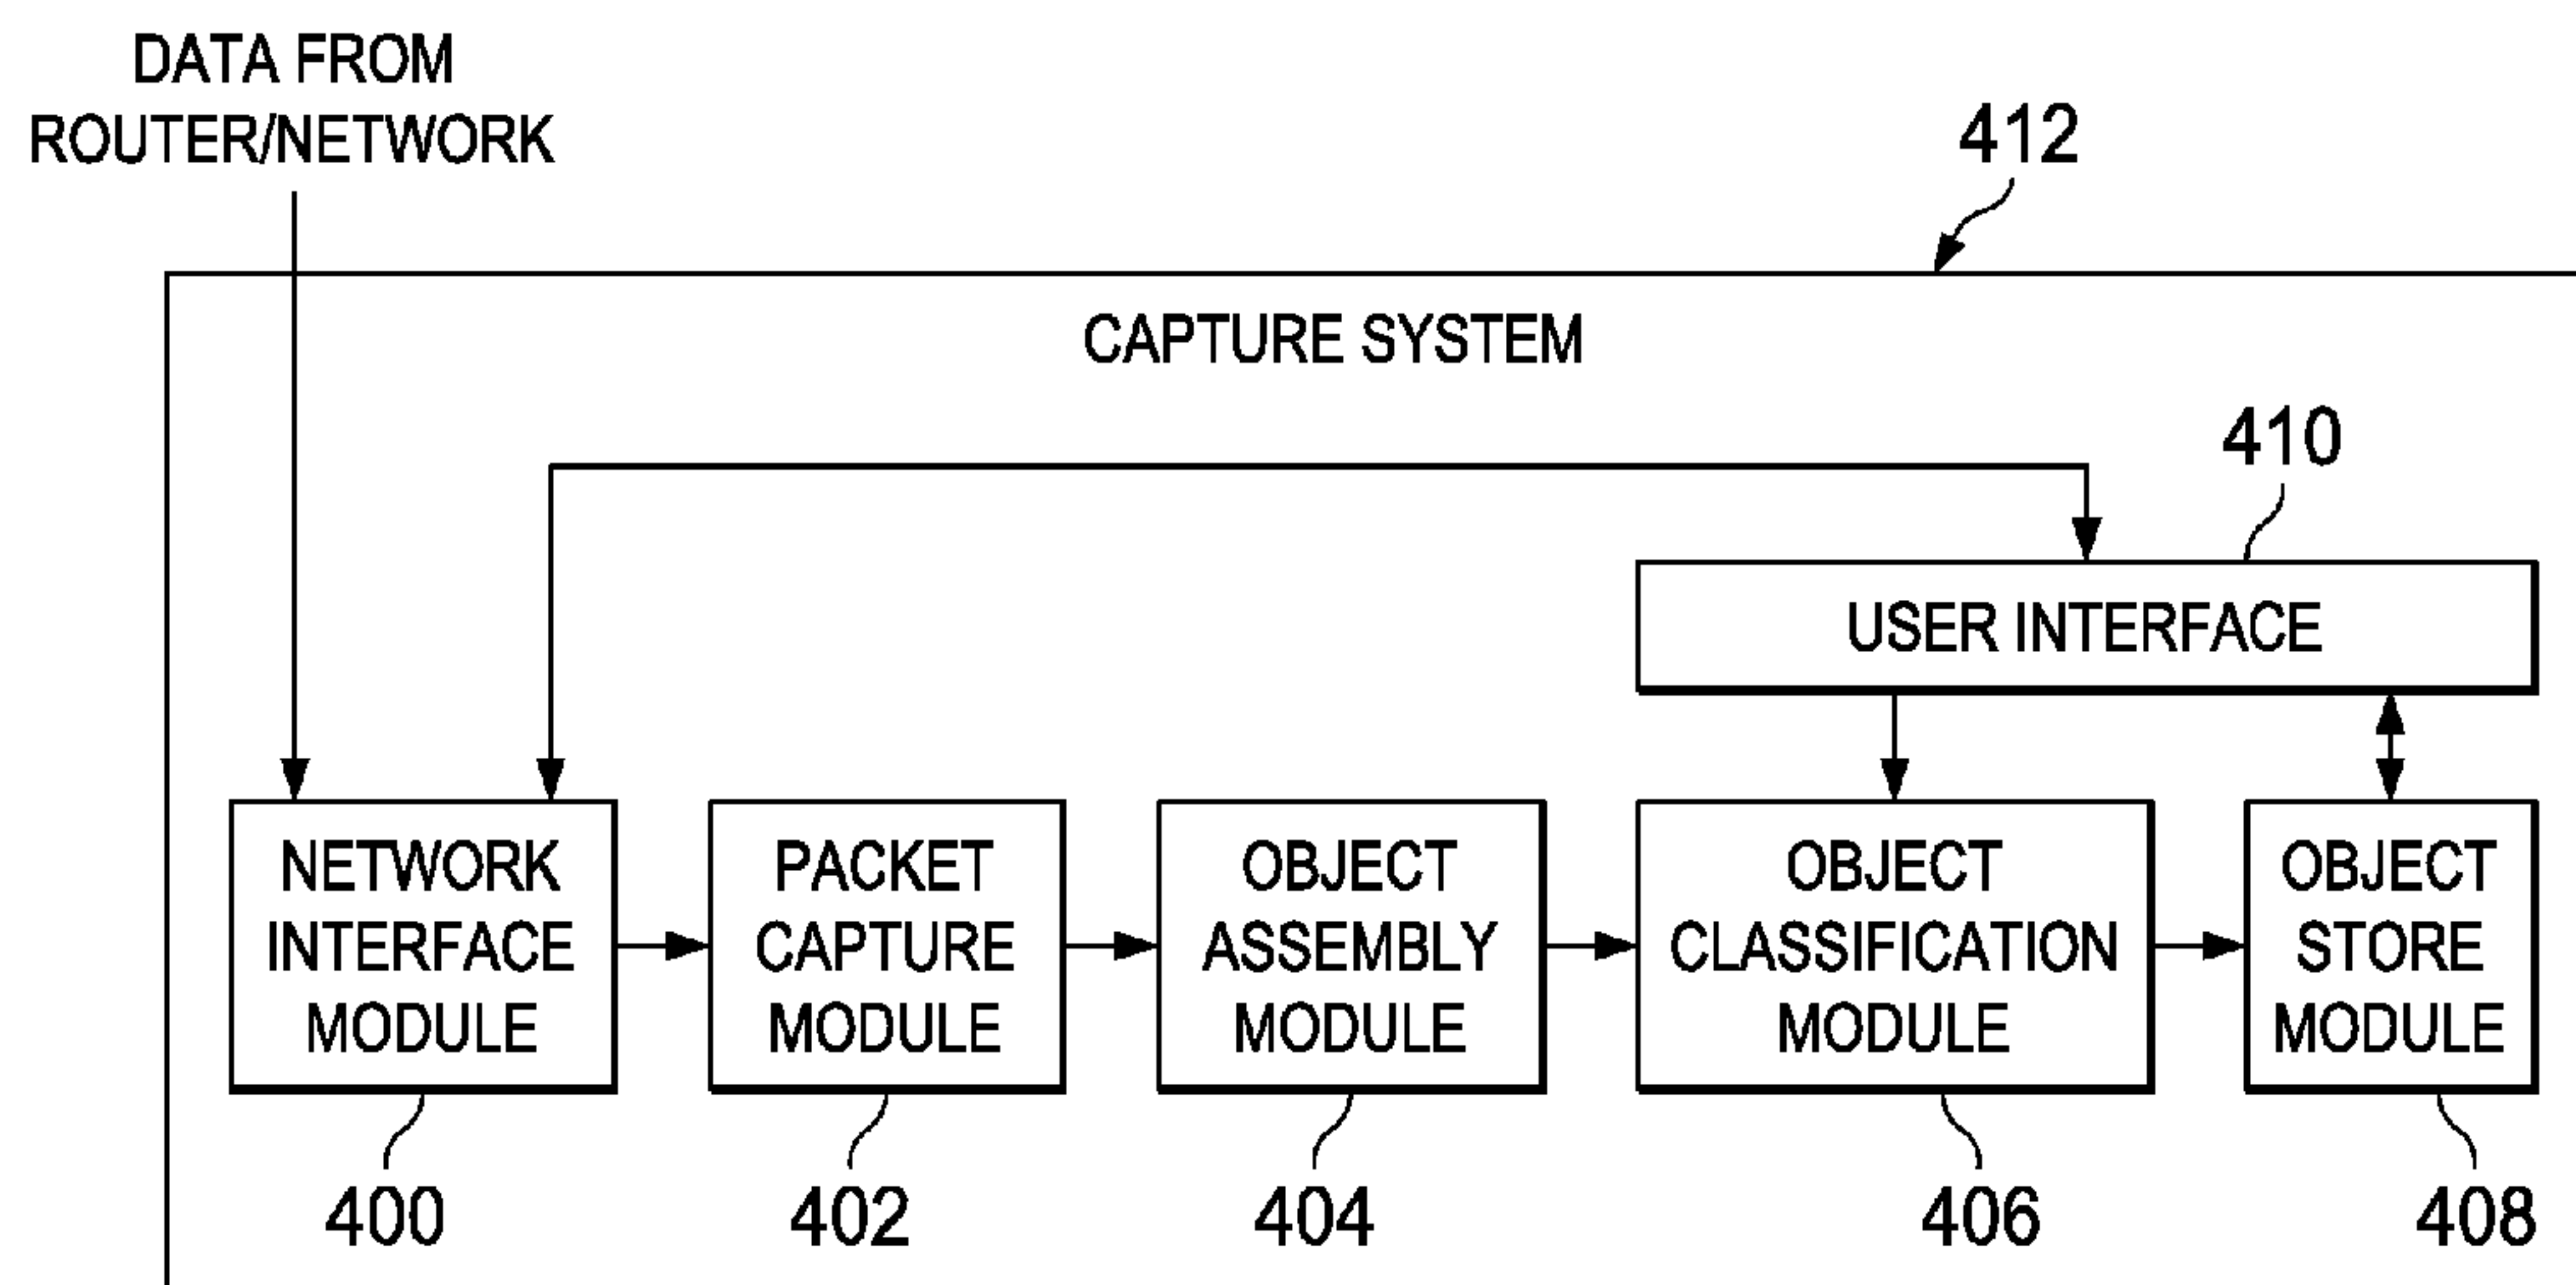 DATA FROM
ROUTER/NETWORK
412
CAPTURE SYSTEM
410
USER INTERFACE
NETWORK
INTERFACE
MODULE
PACKET
CAPTURE
MODULE
OBJECT
ASSEMBLY
MODULE
OBJECT
CLASSIFICATION
MODULE
OBJECT
STORE
MODULE
400
402
404
406
408